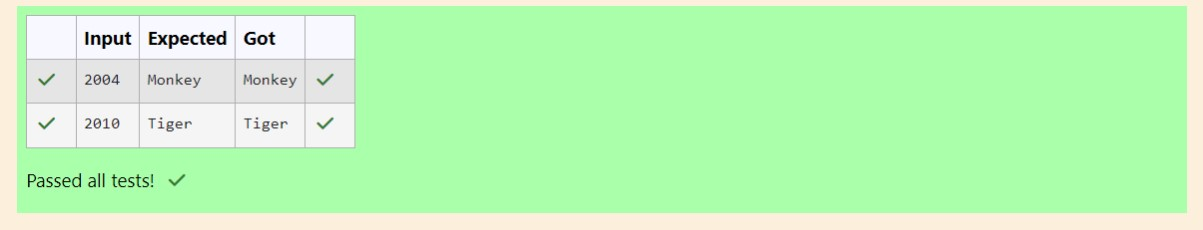 Input Expected Got
2004 Monkey Monkey
2010 Tiger Tiger
Passed all tests!